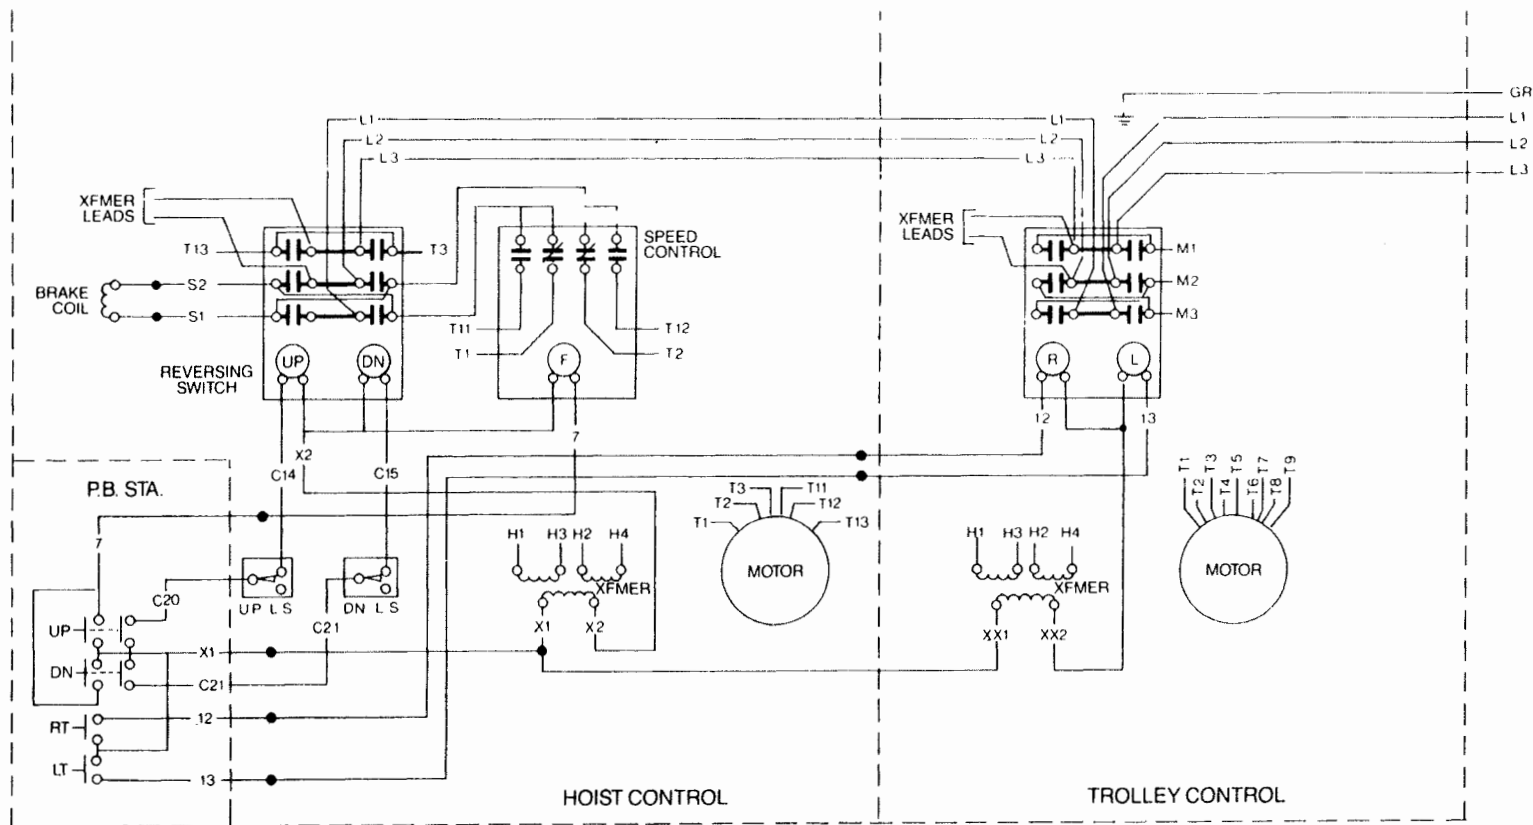 GR
L1
L2
L3
L1
L2
L3
L1
L2
L3
XFMER
LEADS
T13
T3
S2
S1
BRAKE
COIL
UP
DN
REVERSING
SWITCH
SPEED
CONTROL
T11
T12
T1
T2
F
XFMER
LEADS
M1
M2
M3
R
L
12
13
7
X2
C14
C15
P.B. STA.
7
C20
UP L S
DN L S
C21
UP
DN
RT
LT
X1
C21
12
13
H1
H3
H2
H4
XFMER
X1
X2
T3
T11
T2
T12
T1
T13
MOTOR
H1
H3
H2
H4
XFMER
XX1
XX2
T1
T2
T3
T4
T5
T6
T7
T8
T9
MOTOR
HOIST CONTROL
TROLLEY CONTROL